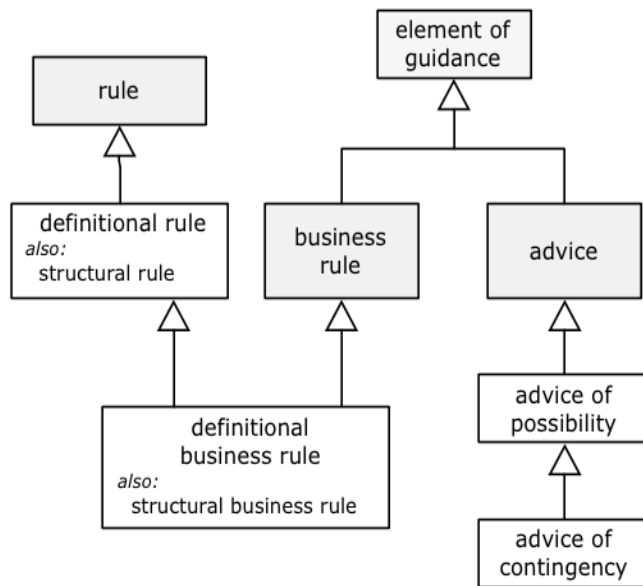 element of
guidance
rule
definitional rule
also:
structural rule
business
rule
advice
advice of
possibility
definitional
business rule
also:
structural business rule
advice of
contingency